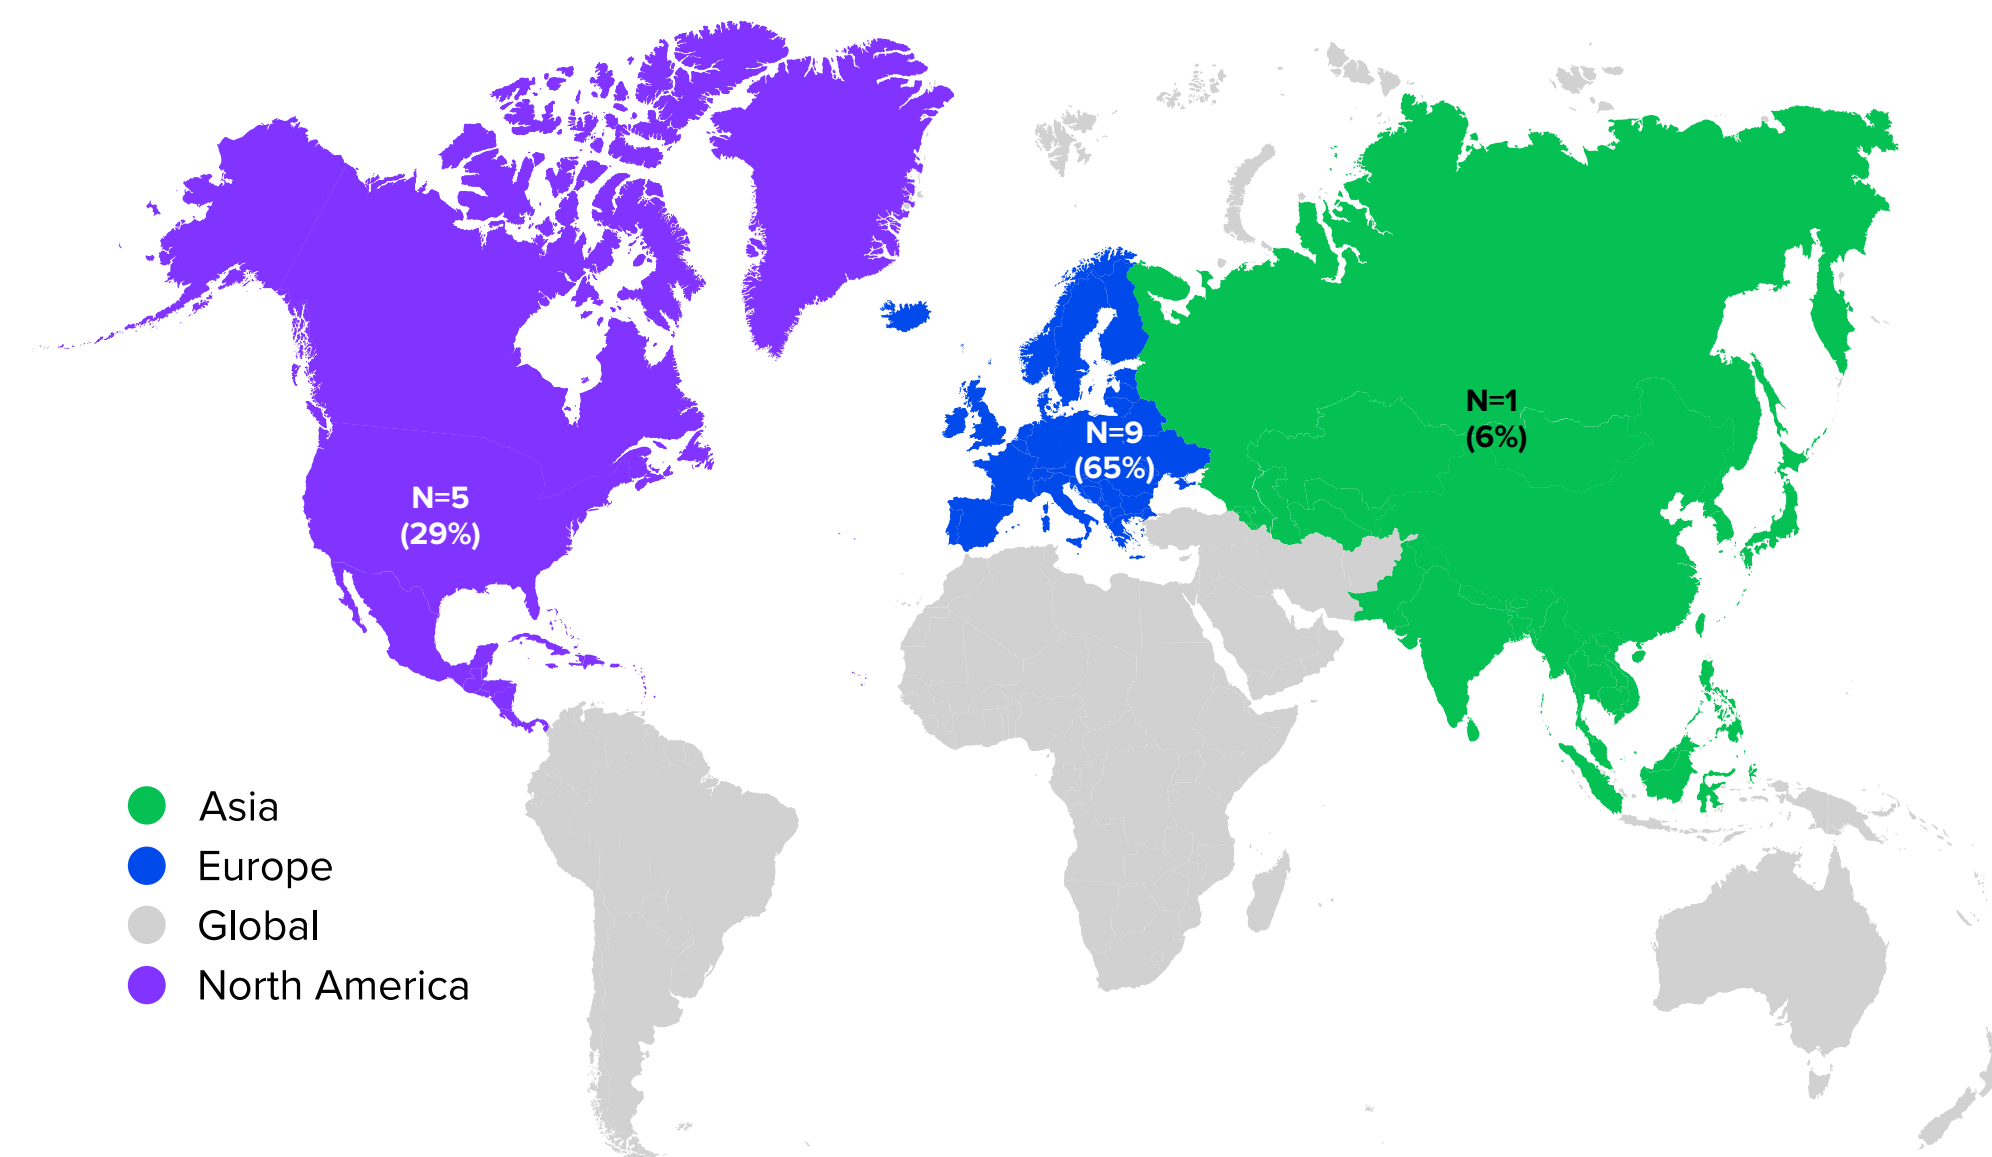 N=1
(6%)
N=9
(65%)
N=5
(29%)
Asia
Europe
Global
North America